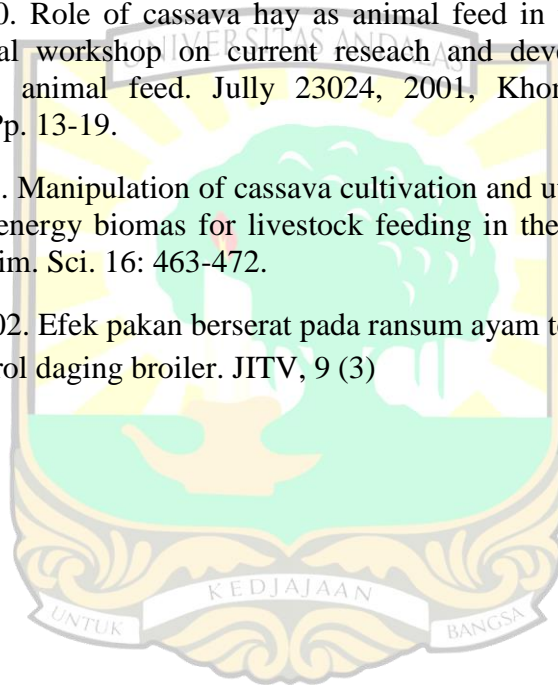 0. Role of cassava hay as animal feed in
al workshop on current reseach and deve
animal feed. Jully 23024, 2001, Khon
Pp. 13-19.
. Manipulation of cassava cultivation and u
energy biomas for livestock feeding in the
im. Sci. 16: 463-472.
02. Efek pakan berserat pada ransum ayam t
rol daging broiler. JITV, 9 (3)
UNIVERSITAS ANDALAS
UNTUK KEDJAJAAN BANGSA